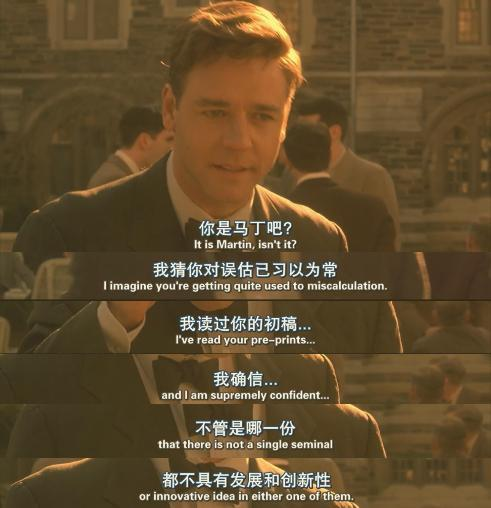 你是马丁吧?
It is Martin, isn't it?
我猜你对误估已习以为常
I imagine you're getting quite used to miscalculation.
我读过你的初稿...
I've read your pre-prints...
我确信...
and I am supremely confident...
不管是哪一份
that there is not a single seminal
都不具有发展和创新性
or innovative idea in either one of them.